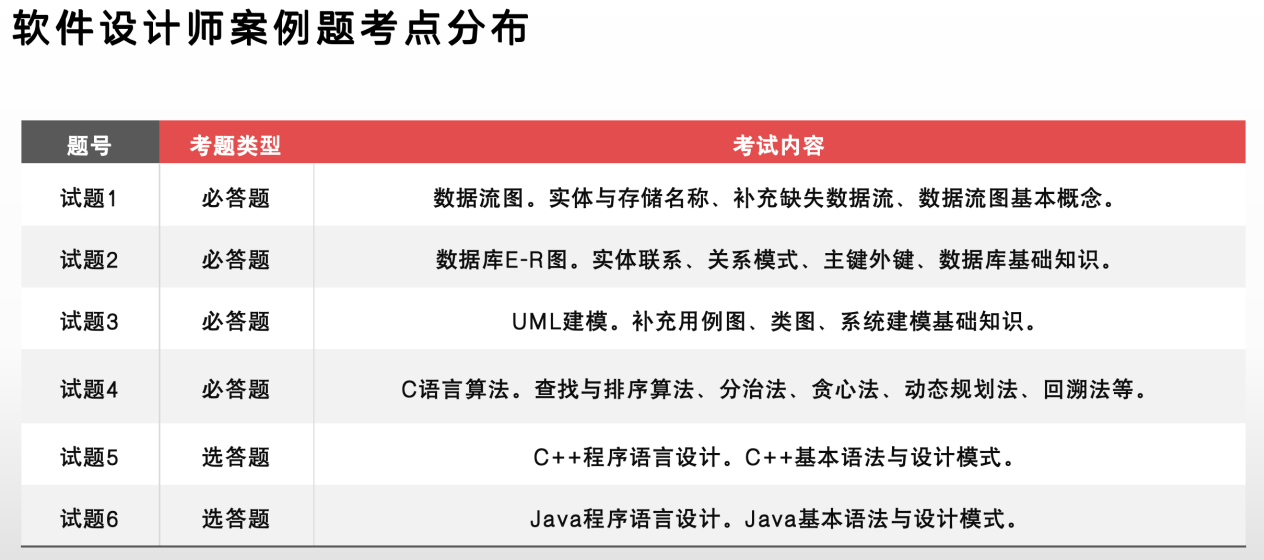 软件设计师案例题考点分布
题号 考题类型 考试内容
试题1 必答题 数据流图。实体与存储名称、补充缺失数据流、数据流图基本概念。
试题2 必答题 数据库E-R图。实体联系、关系模式、主键外键、数据库基础知识。
试题3 必答题 UML建模。补充用例图、类图、系统建模基础知识。
试题4 必答题 C语言算法。查找与排序算法、分治法、贪心法、动态规划法、回溯法等。
试题5 选答题 C++程序语言设计。C++基本语法与设计模式。
试题6 选答题 Java程序语言设计。Java基本语法与设计模式。